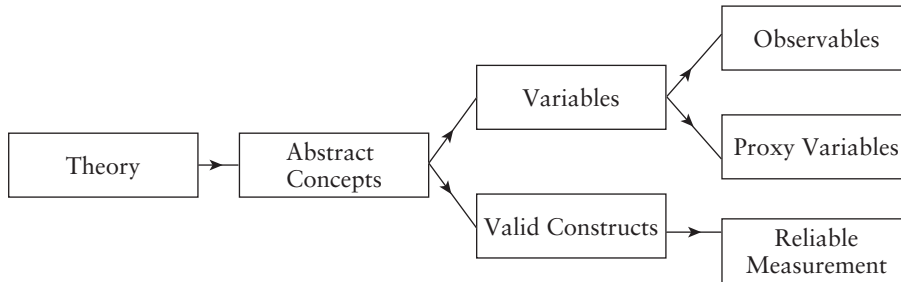 Observables
Variables
Proxy Variables
Theory
Abstract
Concepts
Valid Constructs
Reliable
Measurement